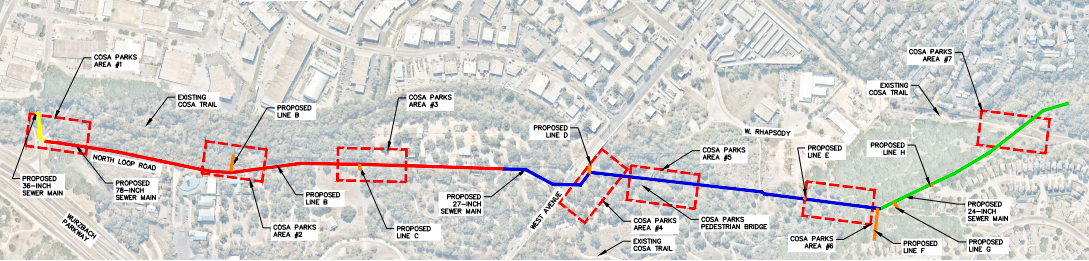 COSA PARKS
AREA #1
EXISTING
COSA TRAIL
PROPOSED
LINE B
COSA PARKS
AREA #3
PROPOSED
LINE D
W. RHAPSODY
COSA PARKS
AREA #5
PROPOSED
LINE E
PROPOSED
LINE H
EXISTING
COSA TRAIL
COSA PARKS
AREA #7
NORTH LOOP ROAD
PROPOSED
36-INCH
SEWER MAIN
PROPOSED
78-INCH
SEWER MAIN
WURZBACH
PARKWAY
COSA PARKS
AREA #2
PROPOSED
LINE B
PROPOSED
LINE C
PROPOSED
27-INCH
SEWER MAIN
WEST AVENUE
COSA PARKS
AREA #4
EXISTING
COSA TRAIL
COSA PARKS
PEDESTRIAN BRIDGE
COSA PARKS
AREA #6
PROPOSED
LINE F
PROPOSED
LINE G
PROPOSED
24-INCH
SEWER MAIN